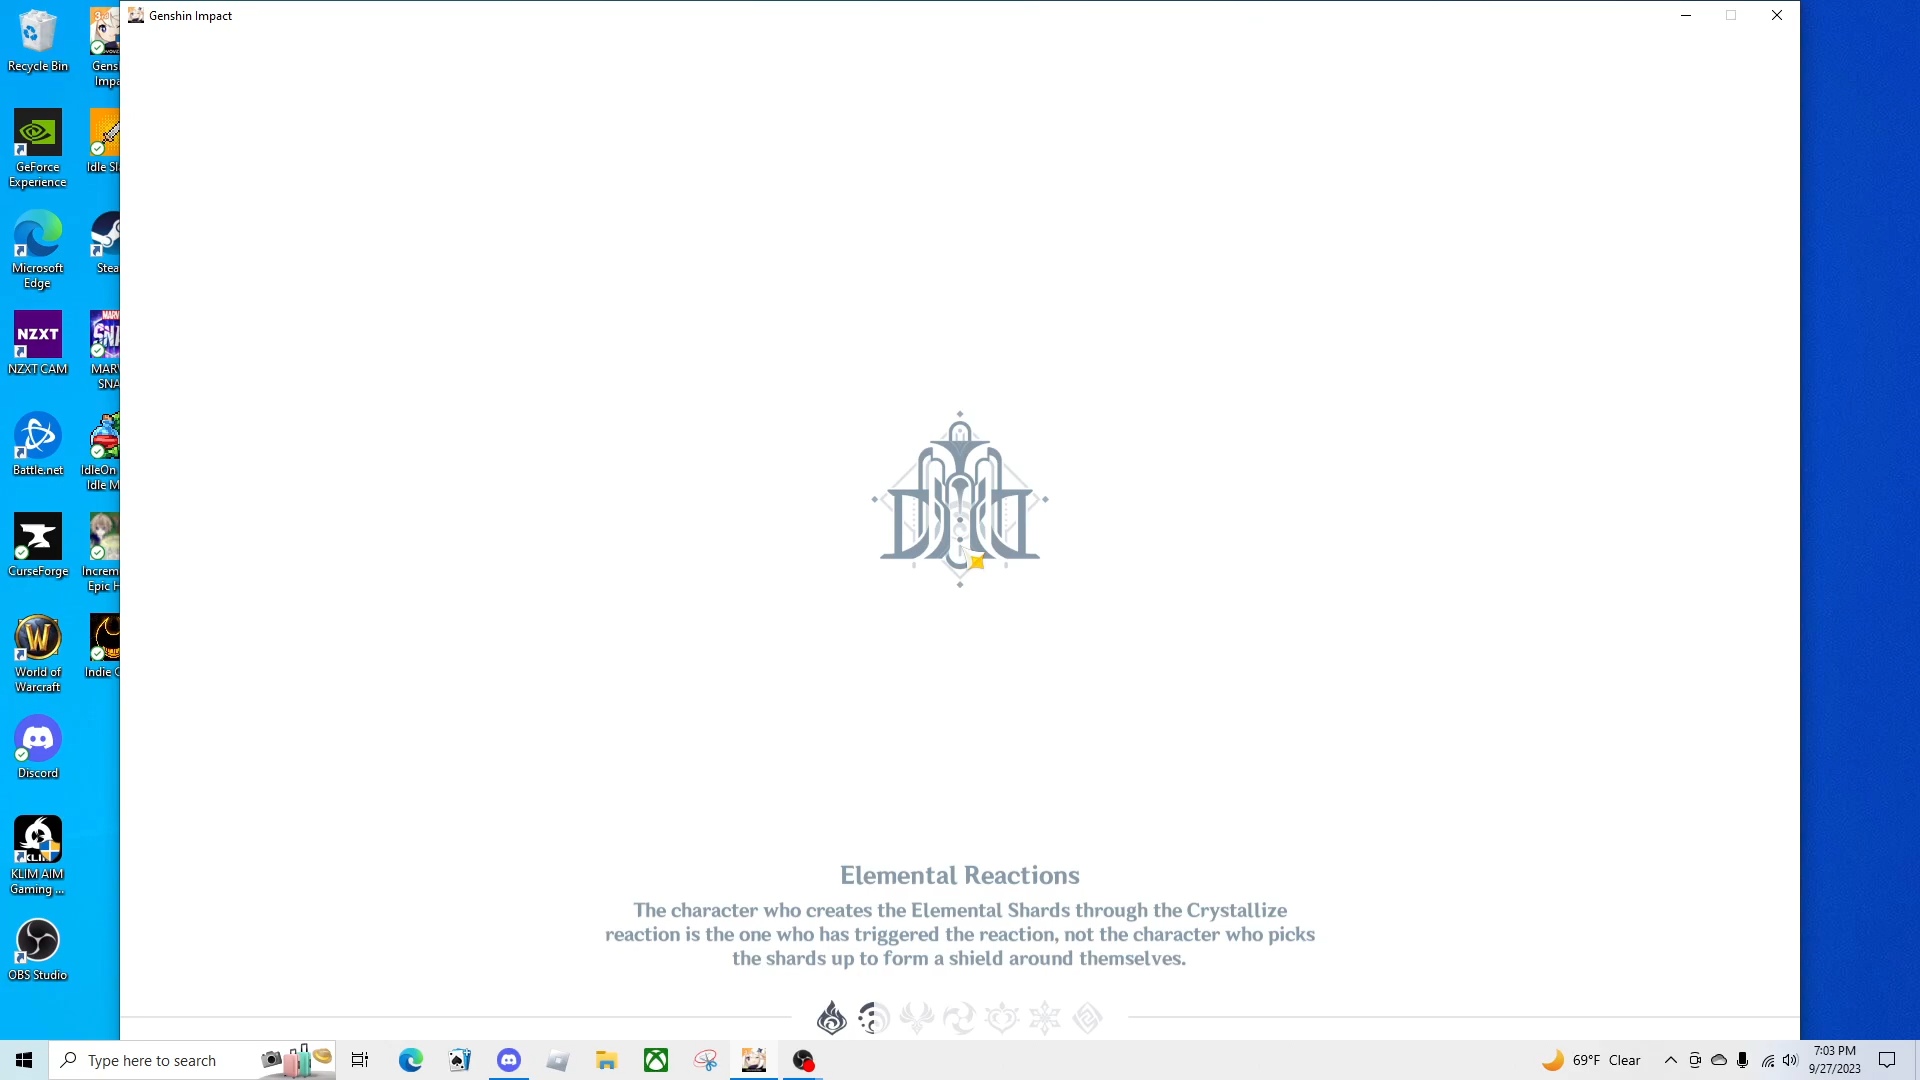 Genshin Impact
Recycle Bin
Gens
Impa
GeForce
Experience
Idle Sl
Microsoft
Edge
Stea
NZXT
NZXT CAM
MARV
SNA
MARV
SNA
Battle.net
IdleOn
Idle M
CurseForge
Increm
Epic H
World of
Warcraft
Indie C
Discord
KLIM AIM
Gaming ...
OBS Studio
Elemental Reactions
The character who creates the Elemental Shards through the Crystallize
reaction is the one who has triggered the reaction, not the character who picks
the shards up to form a shield around themselves.
Type here to search
69°F Clear
7:03 PM
9/27/2023